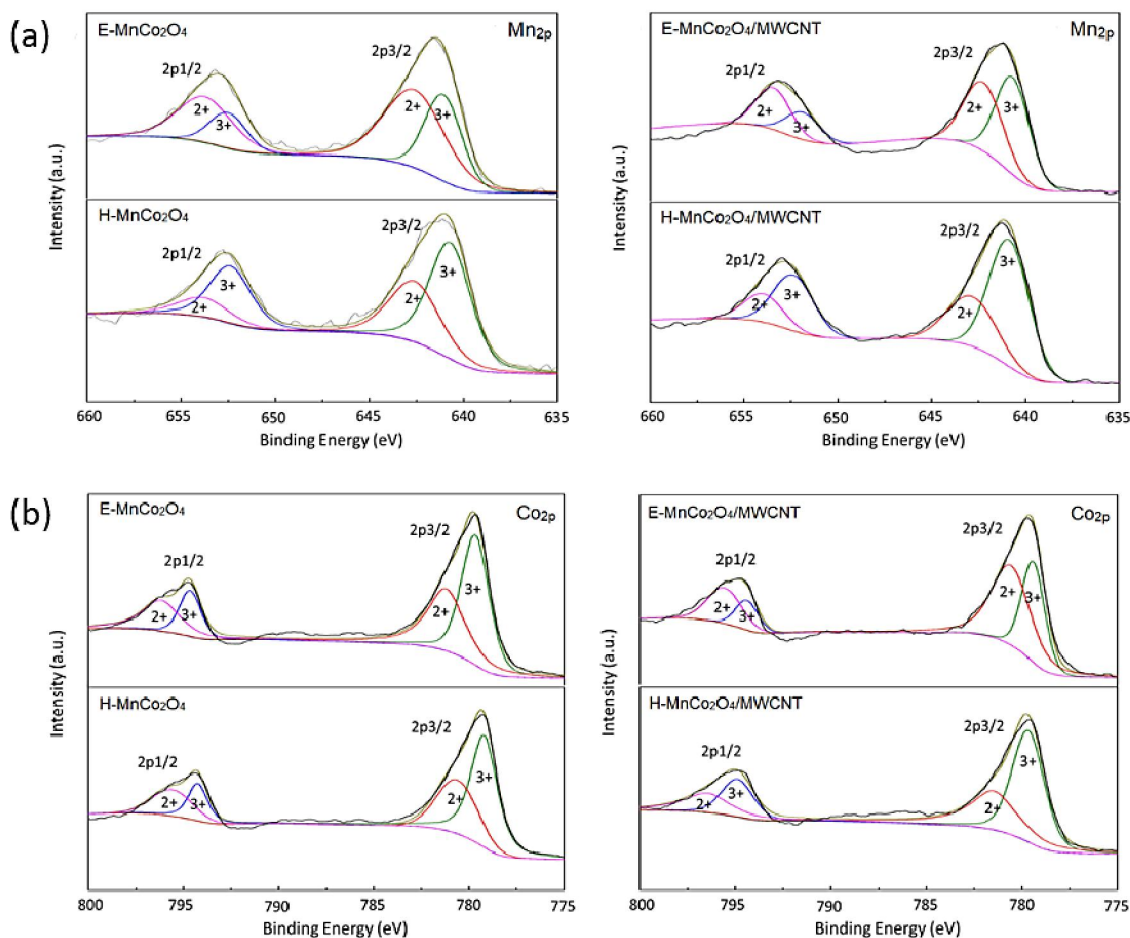 (a)
E-MnCo₂O₄
Mn₂ₚ
2p1/2
2p3/2
2+
3+
2+
3+
H-MnCo₂O₄
2p1/2
2p3/2
2+
3+
2+
3+
Intensity (a.u.)
660 655 650 645 640 635
Binding Energy (eV)
E-MnCo₂O₄/MWCNT
Mn₂ₚ
2p1/2
2p3/2
2+
3+
2+
3+
H-MnCo₂O₄/MWCNT
2p1/2
2p3/2
2+
3+
2+
3+
Intensity (a.u.)
660 655 650 645 640 635
Binding Energy (eV)
(b)
E-MnCo₂O₄
Co₂ₚ
2p1/2
2p3/2
2+
3+
2+
3+
H-MnCo₂O₄
2p1/2
2p3/2
2+
3+
2+
3+
Intensity (a.u.)
800 795 790 785 780 775
Binding Energy (eV)
E-MnCo₂O₄/MWCNT
Co₂ₚ
2p1/2
2p3/2
2+
3+
2+
3+
H-MnCo₂O₄/MWCNT
2p1/2
2p3/2
2+
3+
2+
3+
Intensity (a.u.)
800 795 790 785 780 775
Binding Energy (eV)